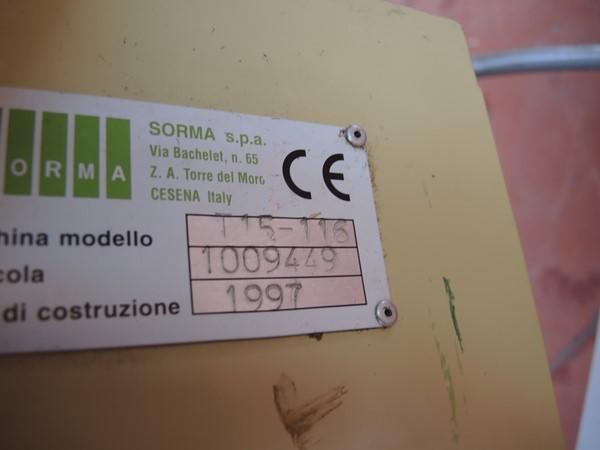 ORMA
SORMA s.p.a.
Via Bachelet, n. 65
Z. A. Torre del Moro
CESENA Italy
CE
hina modello T15-116
cola 1009449
di costruzione 1997